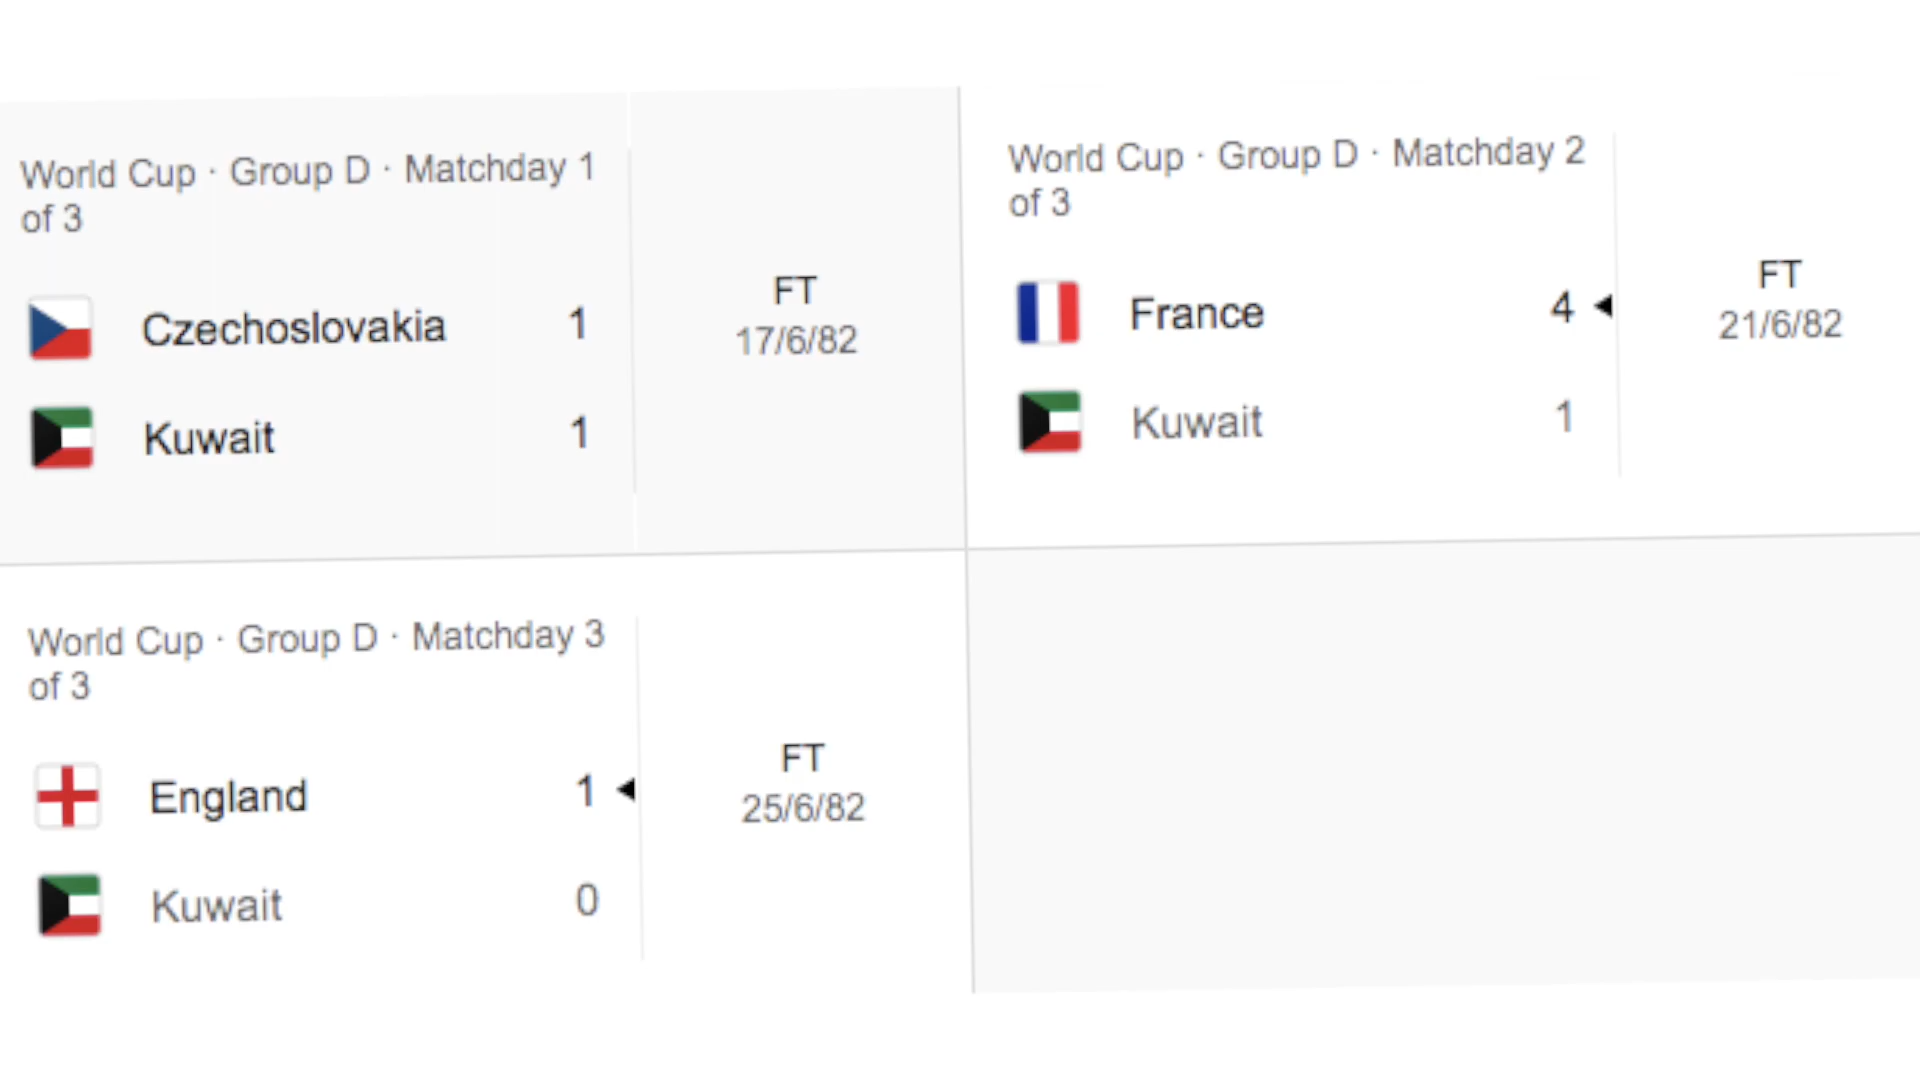 World Cup · Group D · Matchday 1
of 3
Czechoslovakia 1
Kuwait 1
FT
17/6/82
World Cup · Group D · Matchday 2
of 3
France 4
Kuwait 1
FT
21/6/82
World Cup · Group D · Matchday 3
of 3
England 1
Kuwait 0
FT
25/6/82